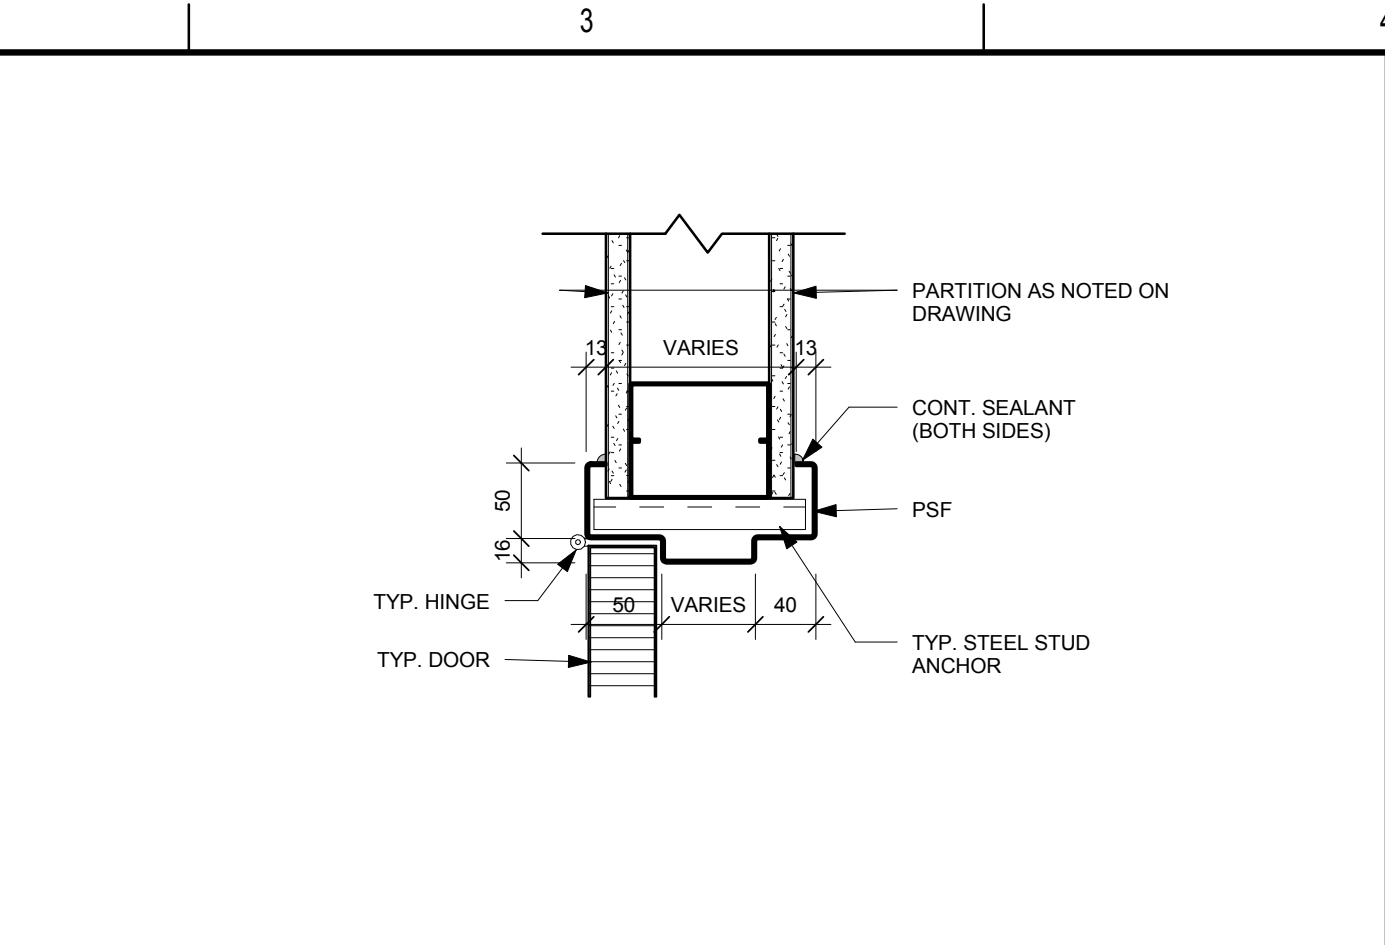 3
4
PARTITION AS NOTED ON
DRAWING
13
VARIES
13
CONT. SEALANT
(BOTH SIDES)
50
PSF
16
TYP. HINGE
50
VARIES
40
TYP. DOOR
TYP. STEEL STUD
ANCHOR